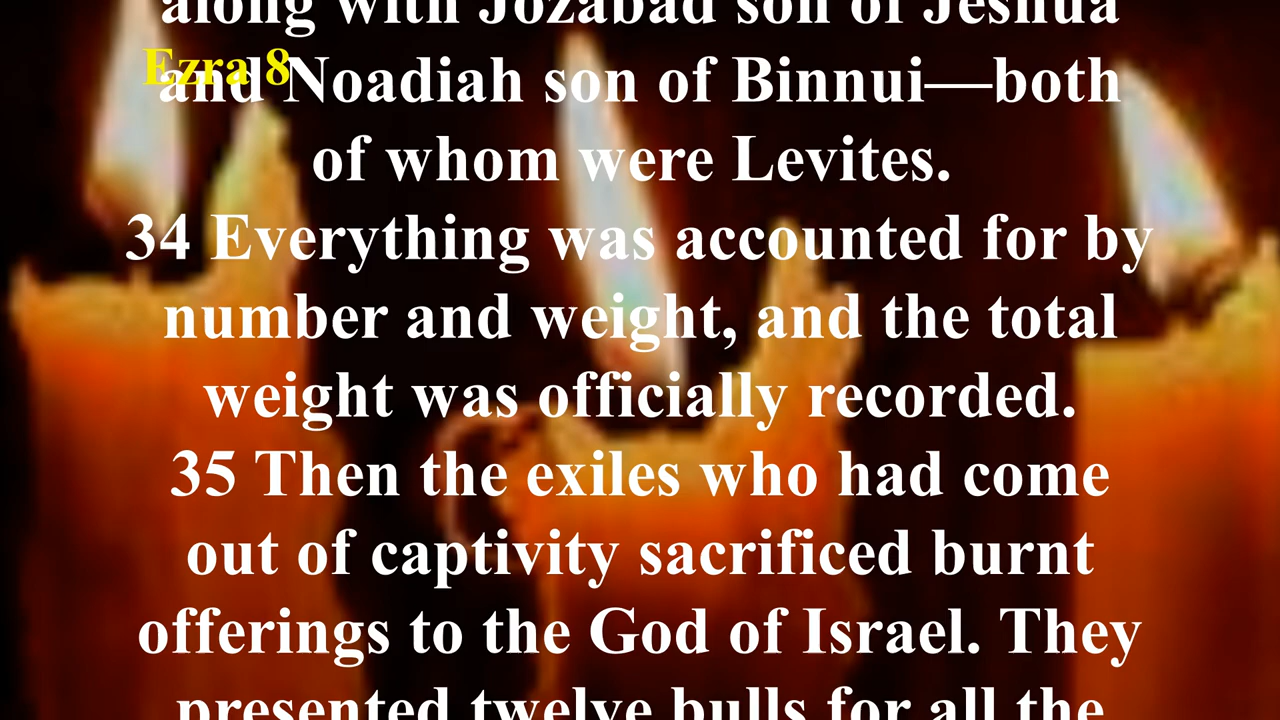 along with Jozabad son of Jeshua
Ezra 8
and Noadiah son of Binnui—both
of whom were Levites.
34 Everything was accounted for by
number and weight, and the total
weight was officially recorded.
35 Then the exiles who had come
out of captivity sacrificed burnt
offerings to the God of Israel. They
presented twelve bulls for all the